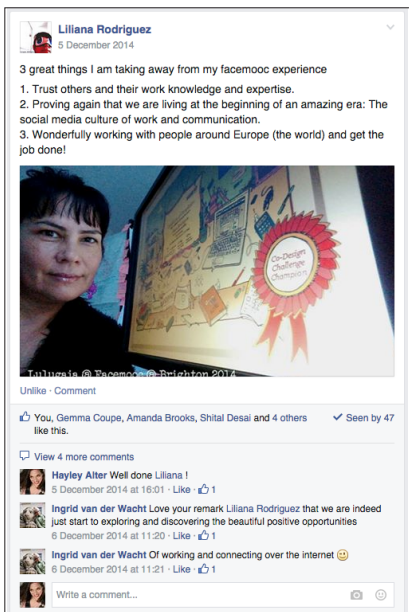 Liliana Rodriguez
5 December 2014
3 great things I am taking away from my facemooc experience
1. Trust others and their work knowledge and expertise.
2. Proving again that we are living at the beginning of an amazing era: The
social media culture of work and communication.
3. Wonderfully working with people around Europe (the world) and get the
job done!
Co-Design
Challenge
Champion
Lulugaia @ Facemooc @ Brighton 2014
Unlike · Comment
You, Gemma Coupe, Amanda Brooks, Shital Desai and 4 others
like this.
Seen by 47
View 4 more comments
Hayley Alter Well done Liliana !
5 December 2014 at 16:01 · Like · 1
Ingrid van der Wacht Love your remark Liliana Rodriguez that we are indeed
just start to exploring and discovering the beautiful positive opportunities
6 December 2014 at 11:20 · Like · 1
Ingrid van der Wacht Of working and connecting over the internet
6 December 2014 at 11:21 · Like · 1
Write a comment...